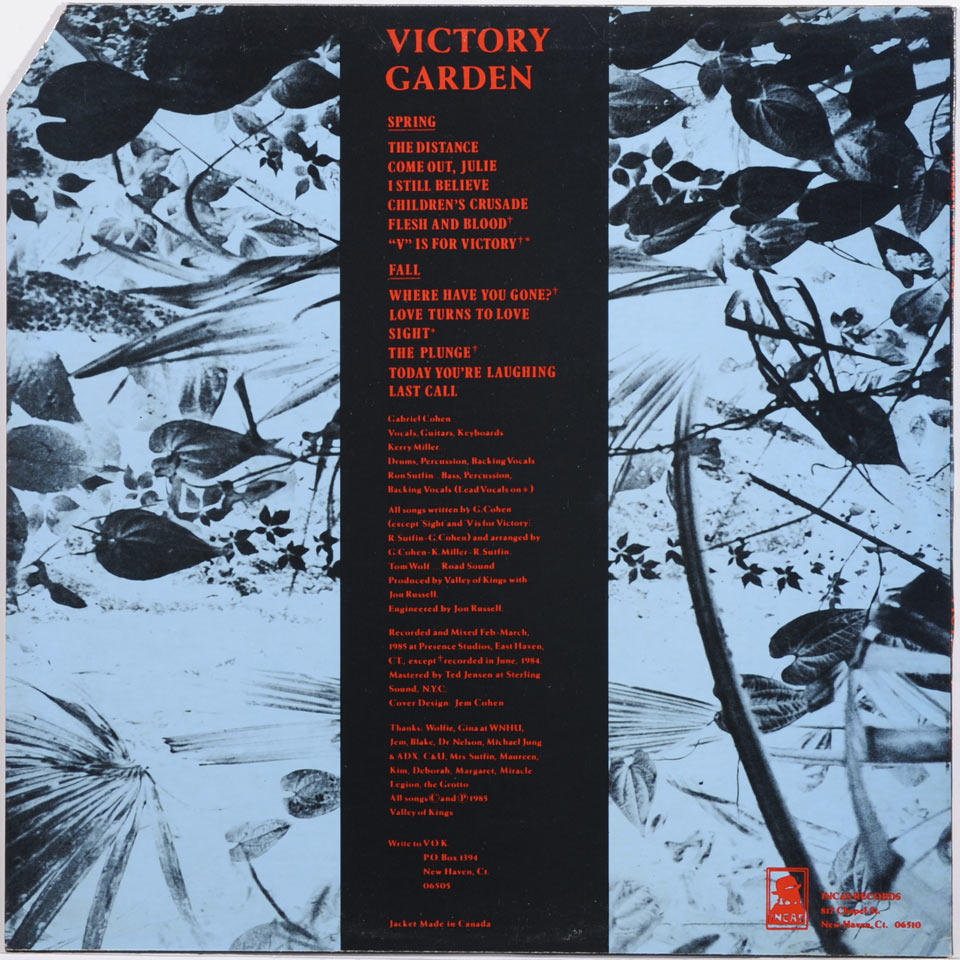 VICTORY
GARDEN
SPRING
THE DISTANCE
COME OUT, JULIE
I STILL BELIEVE
CHILDREN'S CRUSADE
FLESH AND BLOOD†
"V" IS FOR VICTORY†*
FALL
WHERE HAVE YOU GONE?†
LOVE TURNS TO LOVE
SIGHT*
THE PLUNGE†
TODAY YOU'RE LAUGHING
LAST CALL
Gabriel Cohen
Vocals, Guitars, Keyboards
Kerry Miller
Drums, Percussion, Backing Vocals
Ron Sutfin Bass, Percussion,
Backing Vocals (Lead Vocals on *)
All songs written by G. Cohen
(except 'Sight' and 'V is for Victory'
R. Sutfin-G. Cohen) and arranged by
G. Cohen-K. Miller-R. Sutfin.
Tom Wolf ... Road Sound
Produced by Valley of Kings with
Jon Russell.
Engineered by Jon Russell.
Recorded and Mixed Feb-March,
1985 at Presence Studios, East Haven,
CT., except † recorded in June, 1984.
Mastered by Ted Jensen at Sterling
Sound, N.Y.C.
Cover Design: Jem Cohen
Thanks: Wolfie, Gina at WNHU,
Jem, Blake, Dr. Nelson, Michael Jung
& ADX, C&U, Mrs. Sutfin, Maureen,
Kim, Deborah, Margaret, Miracle
Legion, the Grotto
All songs Ⓒ and Ⓟ 1985
Valley of Kings
Write to V.O.K.
P.O. Box 1394
New Haven, Ct.
06505
Jacket Made in Canada
INCAS
INCAS RECORDS
817 Chapel St.
New Haven, Ct. 06510